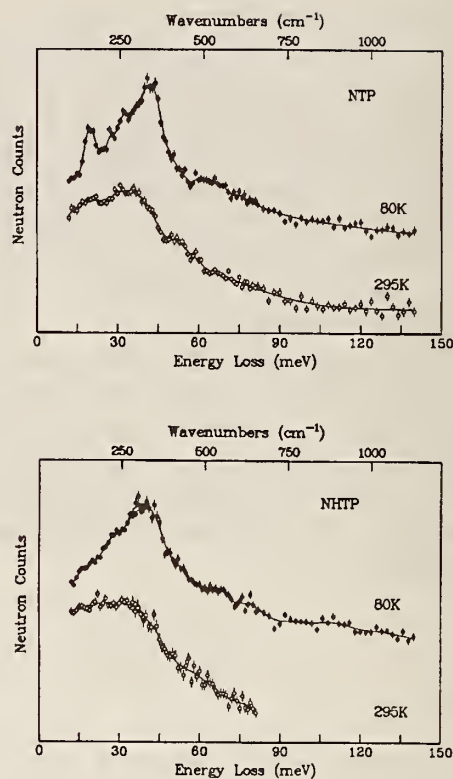 Wavenumbers (cm⁻¹)
0 250 500 750 1000
NTP
80K
295K
Neutron Counts
0 30 60 90 120 150
Energy Loss (meV)
Wavenumbers (cm⁻¹)
0 250 500 750 1000
NHTP
80K
295K
Neutron Counts
0 30 60 90 120 150
Energy Loss (meV)